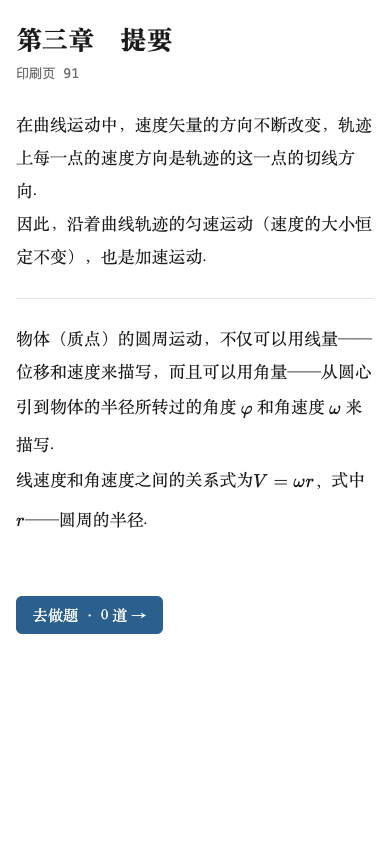 第三章　提要
印刷页 91
在曲线运动中，速度矢量的方向不断改变，轨迹
上每一点的速度方向是轨迹的这一点的切线方
向.
因此，沿着曲线轨迹的匀速运动（速度的大小恒
定不变），也是加速运动.
物体（质点）的圆周运动，不仅可以用线量——
位移和速度来描写，而且可以用角量——从圆心
引到物体的半径所转过的角度 φ 和角速度 ω 来
描写.
线速度和角速度之间的关系式为V = ωr，式中
r——圆周的半径.
去做题 · 0 道 →